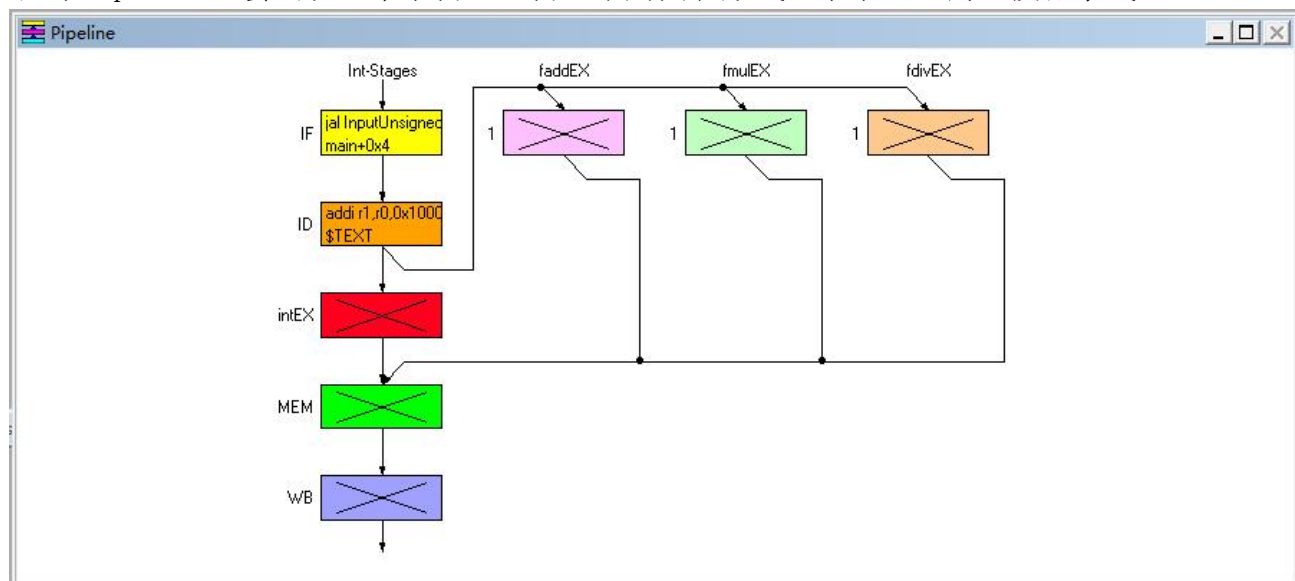 Pipeline
Int-Stages
faddEX
fmulEX
fdivEX
IF
jal InputUnsigned
main+0x4
1
1
1
ID
addi r1,r0,0x1000
$TEXT
intEX
MEM
WB